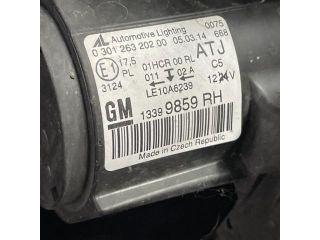 AL Automotive Lighting 0075
0 301 263 202 00 05.03.14 668
E1 17,5 01HCR 00 RL ATJ
PL 011 02 A C5
3124 LE10A6239 12 V
GM 1339 9859 RH
Made in Czech Republic